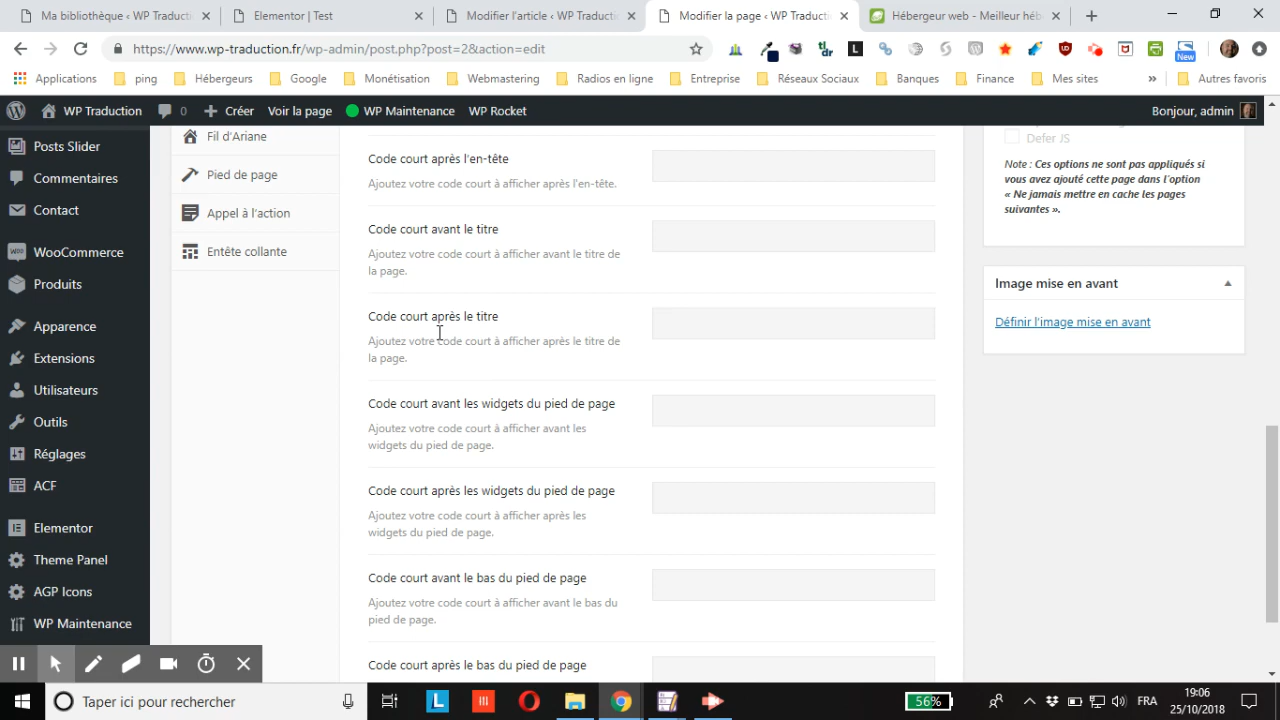 Ma bibliothèque ‹ WP Traducti
Elementor | Test
Modifier l'article ‹ WP Traductio
Modifier la page ‹ WP Traduction
Hébergeur web - Meilleur héb
https://www.wp-traduction.fr/wp-admin/post.php?post=2&action=edit
New
Applications
ping
Hébergeurs
Google
Monétisation
Webmastering
Radios en ligne
Entreprise
Réseaux Sociaux
Banques
Finance
Mes sites
»
Autres favoris
WP Traduction
0
Créer
Voir la page
WP Maintenance
WP Rocket
Bonjour, admin
Posts Slider
Commentaires
Contact
WooCommerce
Produits
Apparence
Extensions
Utilisateurs
Outils
Réglages
ACF
Elementor
Theme Panel
AGP Icons
WP Maintenance
Fil d'Ariane
Pied de page
Appel à l'action
Entête collante
Code court après l'en-tête
Ajoutez votre code court à afficher après l'en-tête.
Code court avant le titre
Ajoutez votre code court à afficher avant le titre de
la page.
Code court après le titre
Ajoutez votre code court à afficher après le titre de
la page.
Code court avant les widgets du pied de page
Ajoutez votre code court à afficher avant les
widgets du pied de page.
Code court après les widgets du pied de page
Ajoutez votre code court à afficher après les
widgets du pied de page.
Code court avant le bas du pied de page
Ajoutez votre code court à afficher avant le bas du
pied de page.
Code court après le bas du pied de page
Defer JS
Note : Ces options ne sont pas appliqués si
vous avez ajouté cette page dans l'option
« Ne jamais mettre en cache les pages
suivantes ».
Image mise en avant
Définir l'image mise en avant
Taper ici pour rechercher
56%
FRA
19:06
25/10/2018